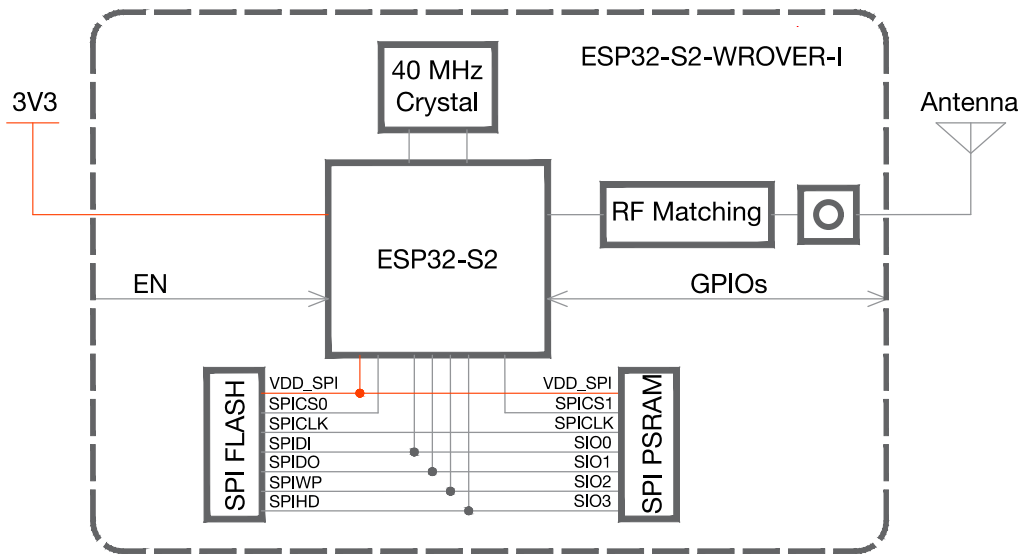 ESP32-S2-WROVER-I
40 MHz
Crystal
3V3
Antenna
RF Matching
ESP32-S2
EN
GPIOs
SPI FLASH
VDD_SPI
SPICS0
SPICLK
SPIDI
SPIDO
SPIWP
SPIHD
VDD_SPI
SPICS1
SPICLK
SIO0
SIO1
SIO2
SIO3
SPI PSRAM